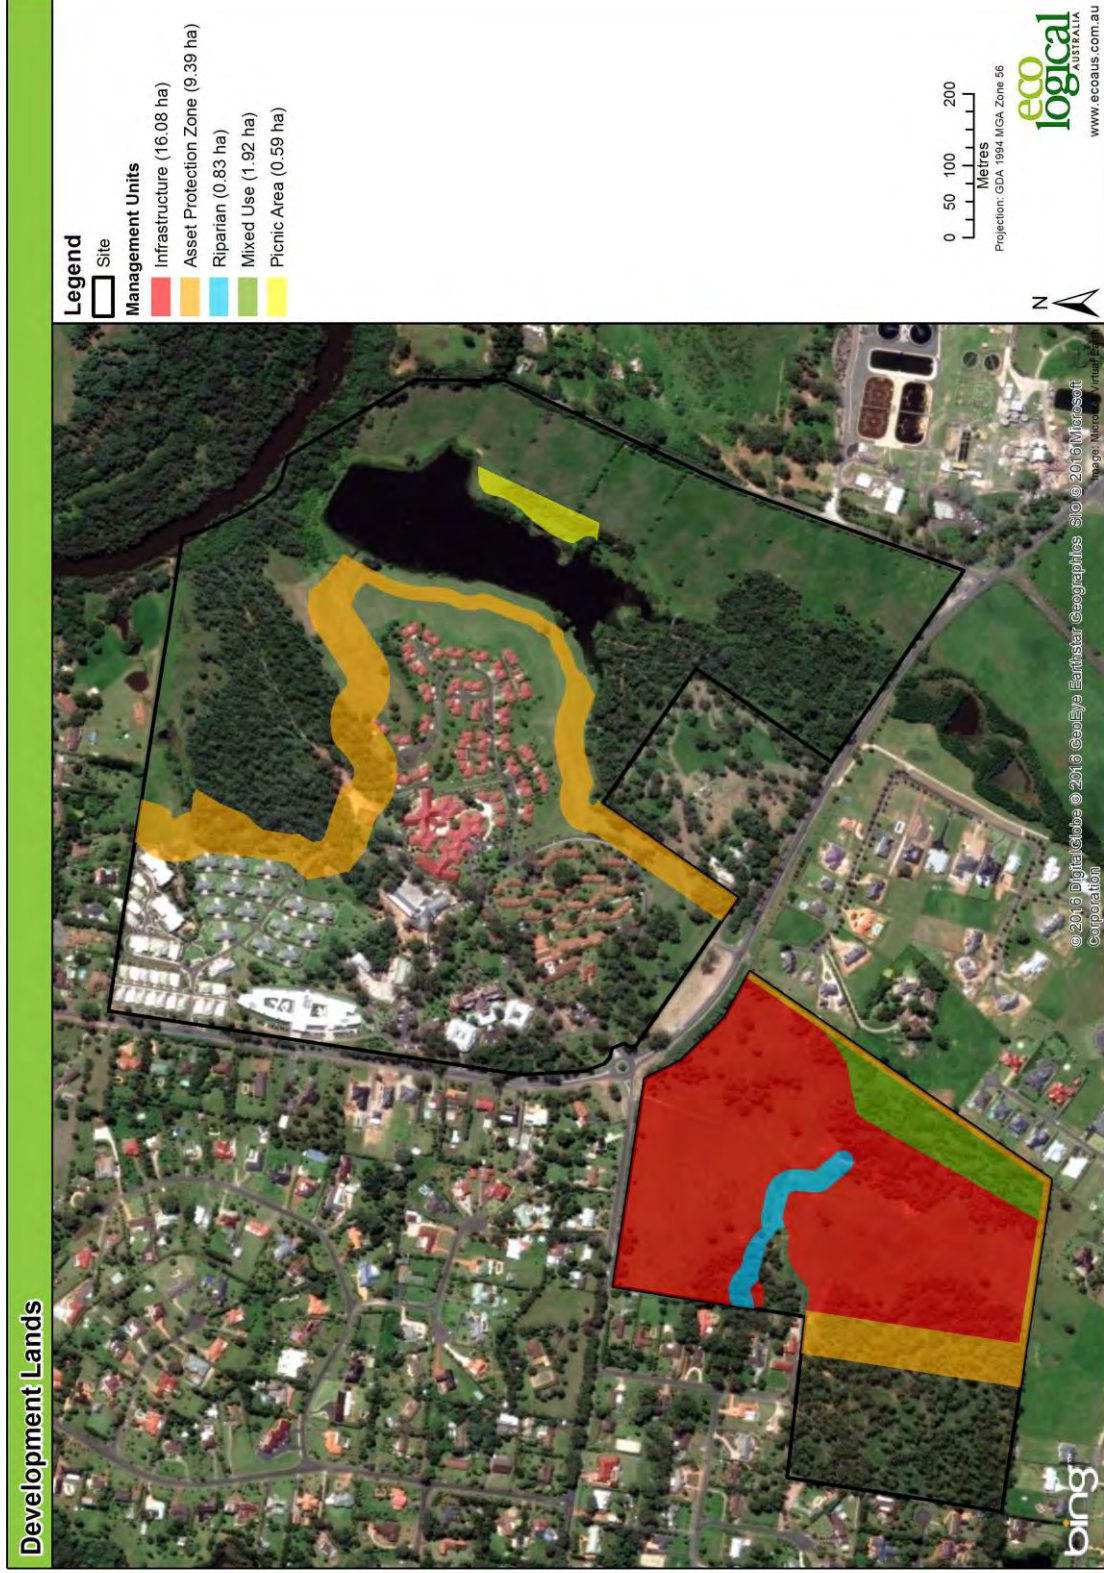 Development Lands
Legend
Site
Management Units
Infrastructure (16.08 ha)
Asset Protection Zone (9.39 ha)
Riparian (0.83 ha)
Mixed Use (1.92 ha)
Picnic Area (0.59 ha)
0 50 100 200
Metres
Projection: GDA 1994 MGA Zone 56
N
eco
logical
AUSTRALIA
www.ecoaus.com.au
bing
© 2016 DigitalGlobe © 2016 GeoEye Earthstar Geographics SIO © 2016 Microsoft
Corporation
Image: Microsoft Virtual